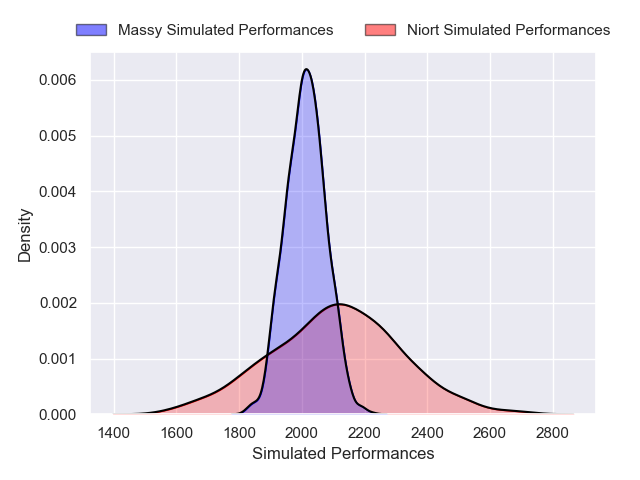 Massy Simulated Performances   Niort Simulated Performances
0.006
0.005
0.004
0.003
0.002
0.001
0.000
Density
1400 1600 1800 2000 2200 2400 2600 2800
Simulated Performances